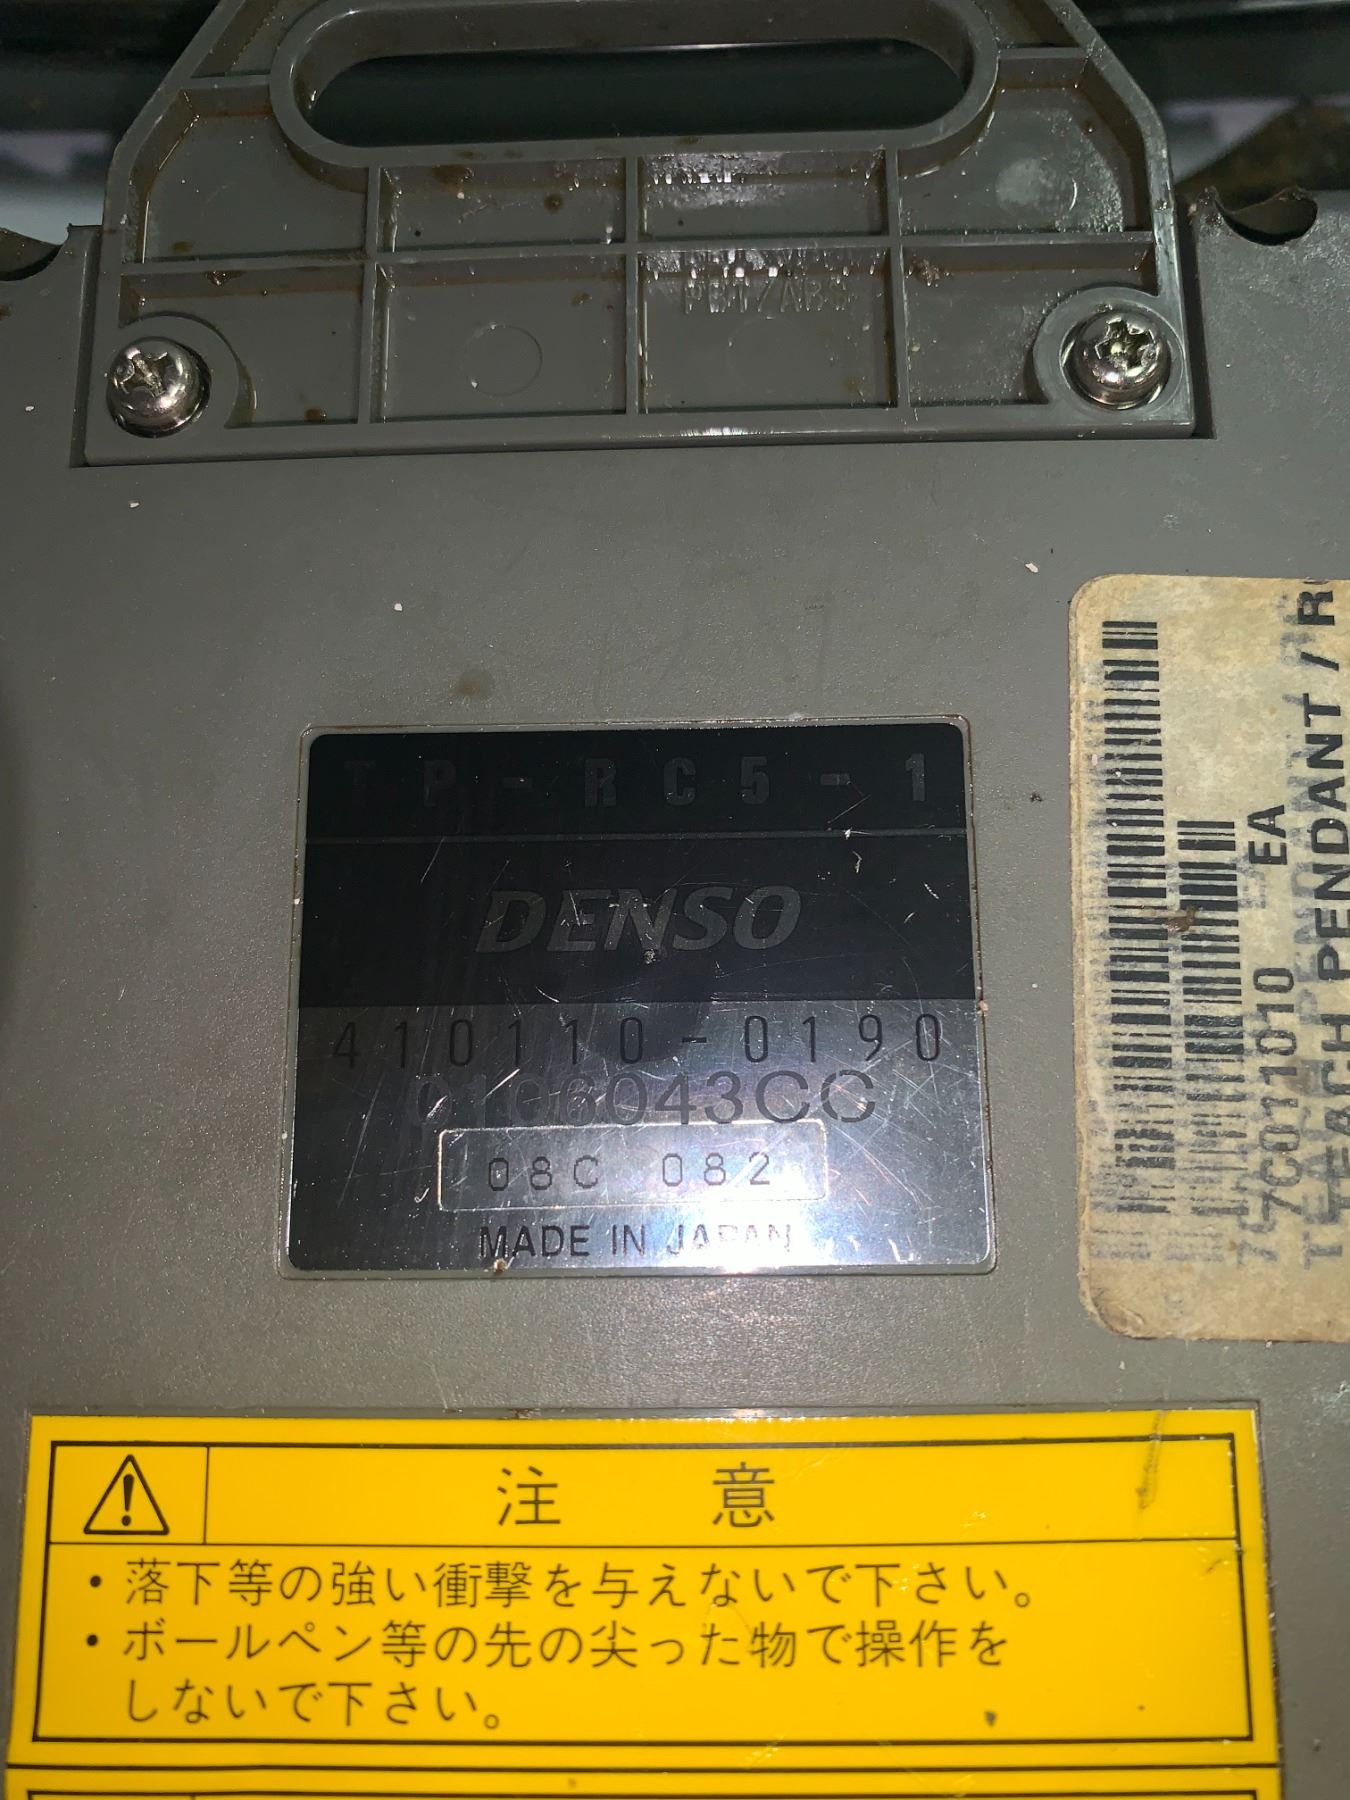 PBT/ABS
TP-RC5-1
DENSO
410110-0190
0106043CC
08C 082
MADE IN JAPAN
EA
77C011010
TEACH PENDANT /R
注 意
・落下等の強い衝撃を与えないで下さい。
・ボールペン等の先の尖った物で操作を
しないで下さい。